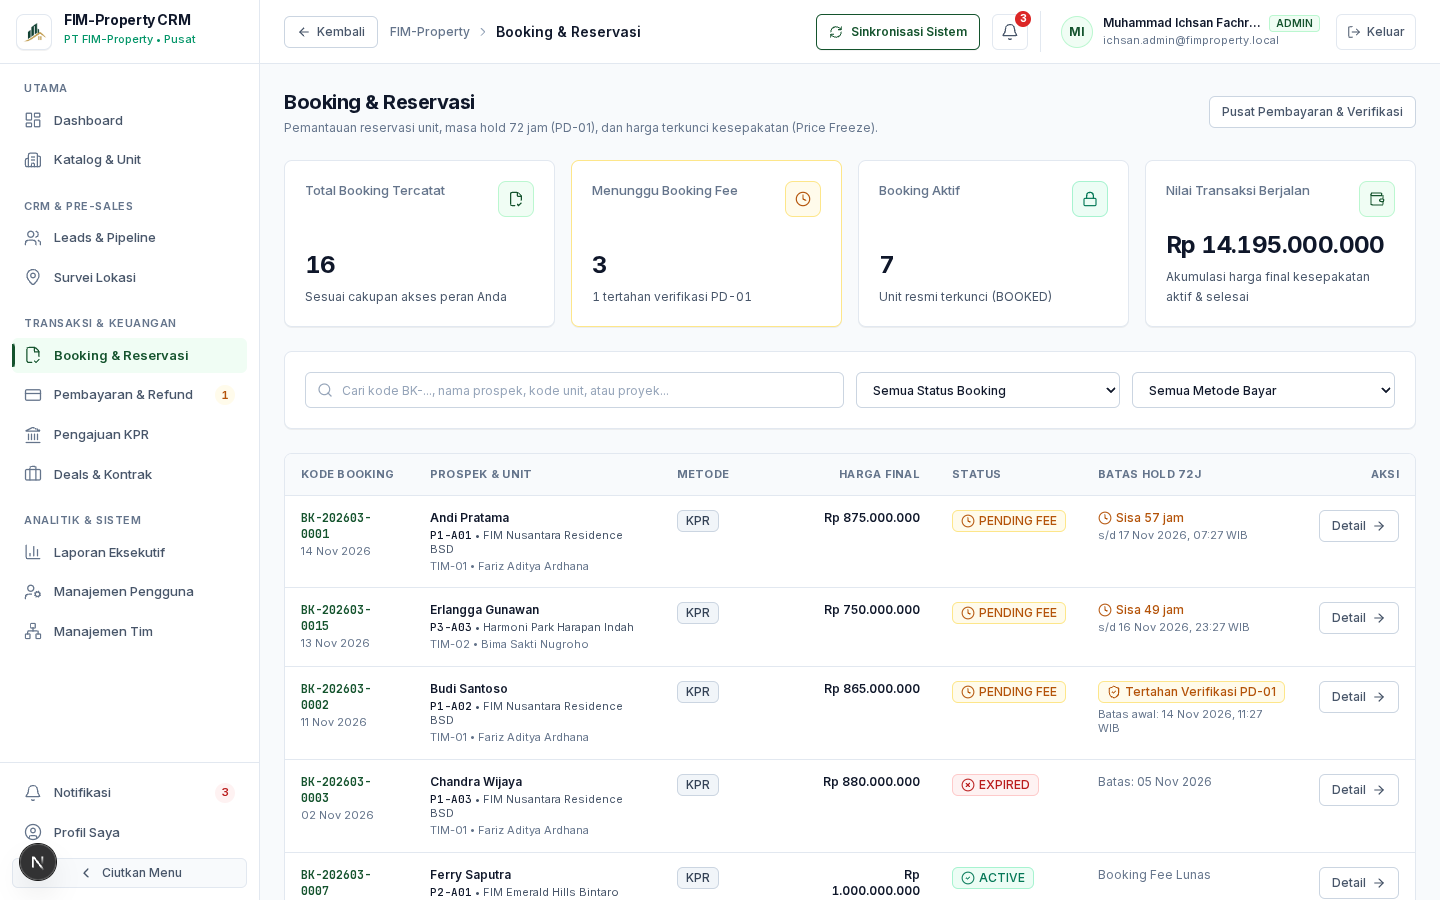 FIM-Property CRM
PT FIM-Property • Pusat
Kembali
FIM-Property
Booking & Reservasi
Sinkronisasi Sistem
3
MI
Muhammad Ichsan Fachr...
ADMIN
ichsan.admin@fimproperty.local
Keluar
UTAMA
Dashboard
Katalog & Unit
CRM & PRE-SALES
Leads & Pipeline
Survei Lokasi
TRANSAKSI & KEUANGAN
Booking & Reservasi
Pembayaran & Refund
1
Pengajuan KPR
Deals & Kontrak
ANALITIK & SISTEM
Laporan Eksekutif
Manajemen Pengguna
Manajemen Tim
Notifikasi
3
Profil Saya
N
Ciutkan Menu
Booking & Reservasi
Pemantauan reservasi unit, masa hold 72 jam (PD-01), dan harga terkunci kesepakatan (Price Freeze).
Pusat Pembayaran & Verifikasi
Total Booking Tercatat
16
Sesuai cakupan akses peran Anda
Menunggu Booking Fee
3
1 tertahan verifikasi PD-01
Booking Aktif
7
Unit resmi terkunci (BOOKED)
Nilai Transaksi Berjalan
Rp 14.195.000.000
Akumulasi harga final kesepakatan
aktif & selesai
Cari kode BK-..., nama prospek, kode unit, atau proyek...
Semua Status Booking
Semua Metode Bayar
KODE BOOKING
PROSPEK & UNIT
METODE
HARGA FINAL
STATUS
BATAS HOLD 72J
AKSI
BK-202603-
0001
14 Nov 2026
Andi Pratama
P1-A01 • FIM Nusantara Residence
BSD
TIM-01 • Fariz Aditya Ardhana
KPR
Rp 875.000.000
PENDING FEE
Sisa 57 jam
s/d 17 Nov 2026, 07:27 WIB
Detail
BK-202603-
0015
13 Nov 2026
Erlangga Gunawan
P3-A03 • Harmoni Park Harapan Indah
TIM-02 • Bima Sakti Nugroho
KPR
Rp 750.000.000
PENDING FEE
Sisa 49 jam
s/d 16 Nov 2026, 23:27 WIB
Detail
BK-202603-
0002
11 Nov 2026
Budi Santoso
P1-A02 • FIM Nusantara Residence
BSD
TIM-01 • Fariz Aditya Ardhana
KPR
Rp 865.000.000
PENDING FEE
Tertahan Verifikasi PD-01
Batas awal: 14 Nov 2026, 11:27
WIB
Detail
BK-202603-
0003
02 Nov 2026
Chandra Wijaya
P1-A03 • FIM Nusantara Residence
BSD
TIM-01 • Fariz Aditya Ardhana
KPR
Rp 880.000.000
EXPIRED
Batas: 05 Nov 2026
Detail
BK-202603-
0007
Ferry Saputra
P2-A01 • FIM Emerald Hills Bintaro
KPR
Rp
1.000.000.000
ACTIVE
Booking Fee Lunas
Detail